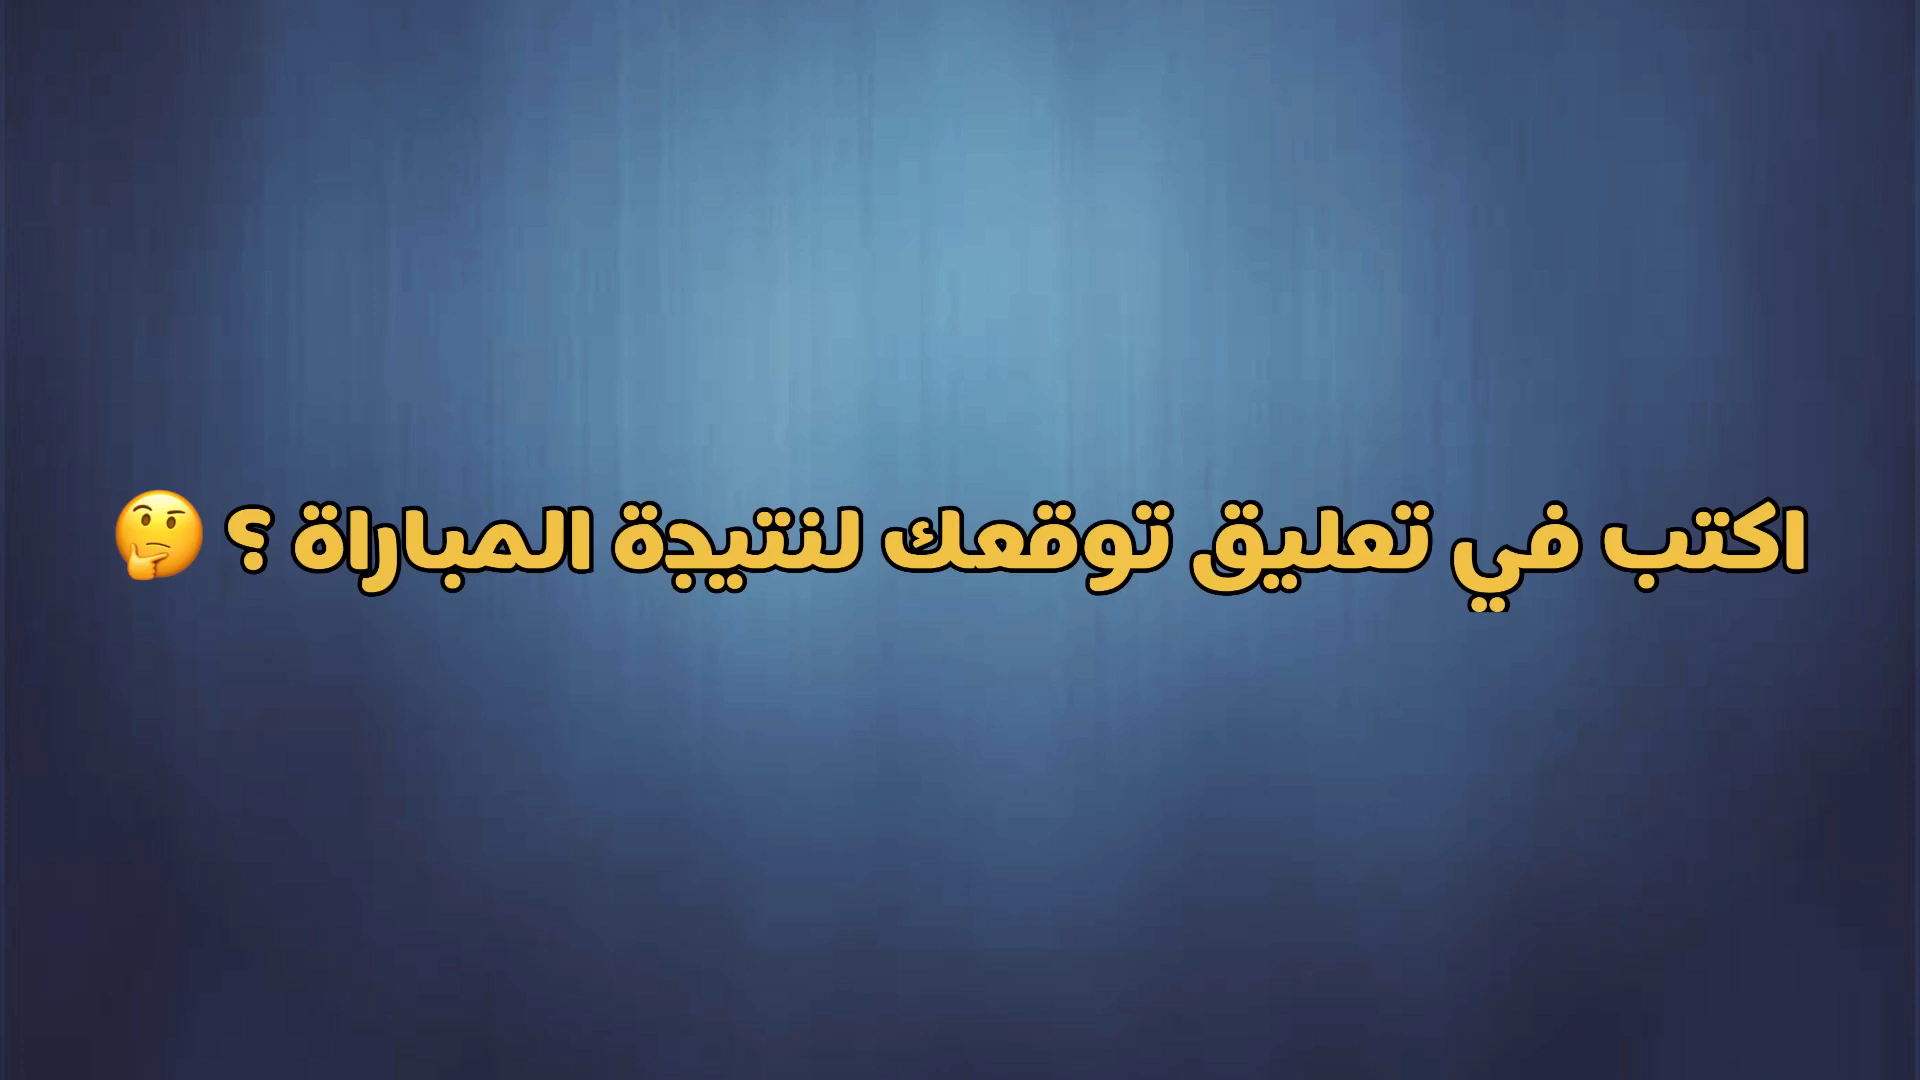 اكتب في تعليق توقعك لنتيجة المباراة ؟ 🤔